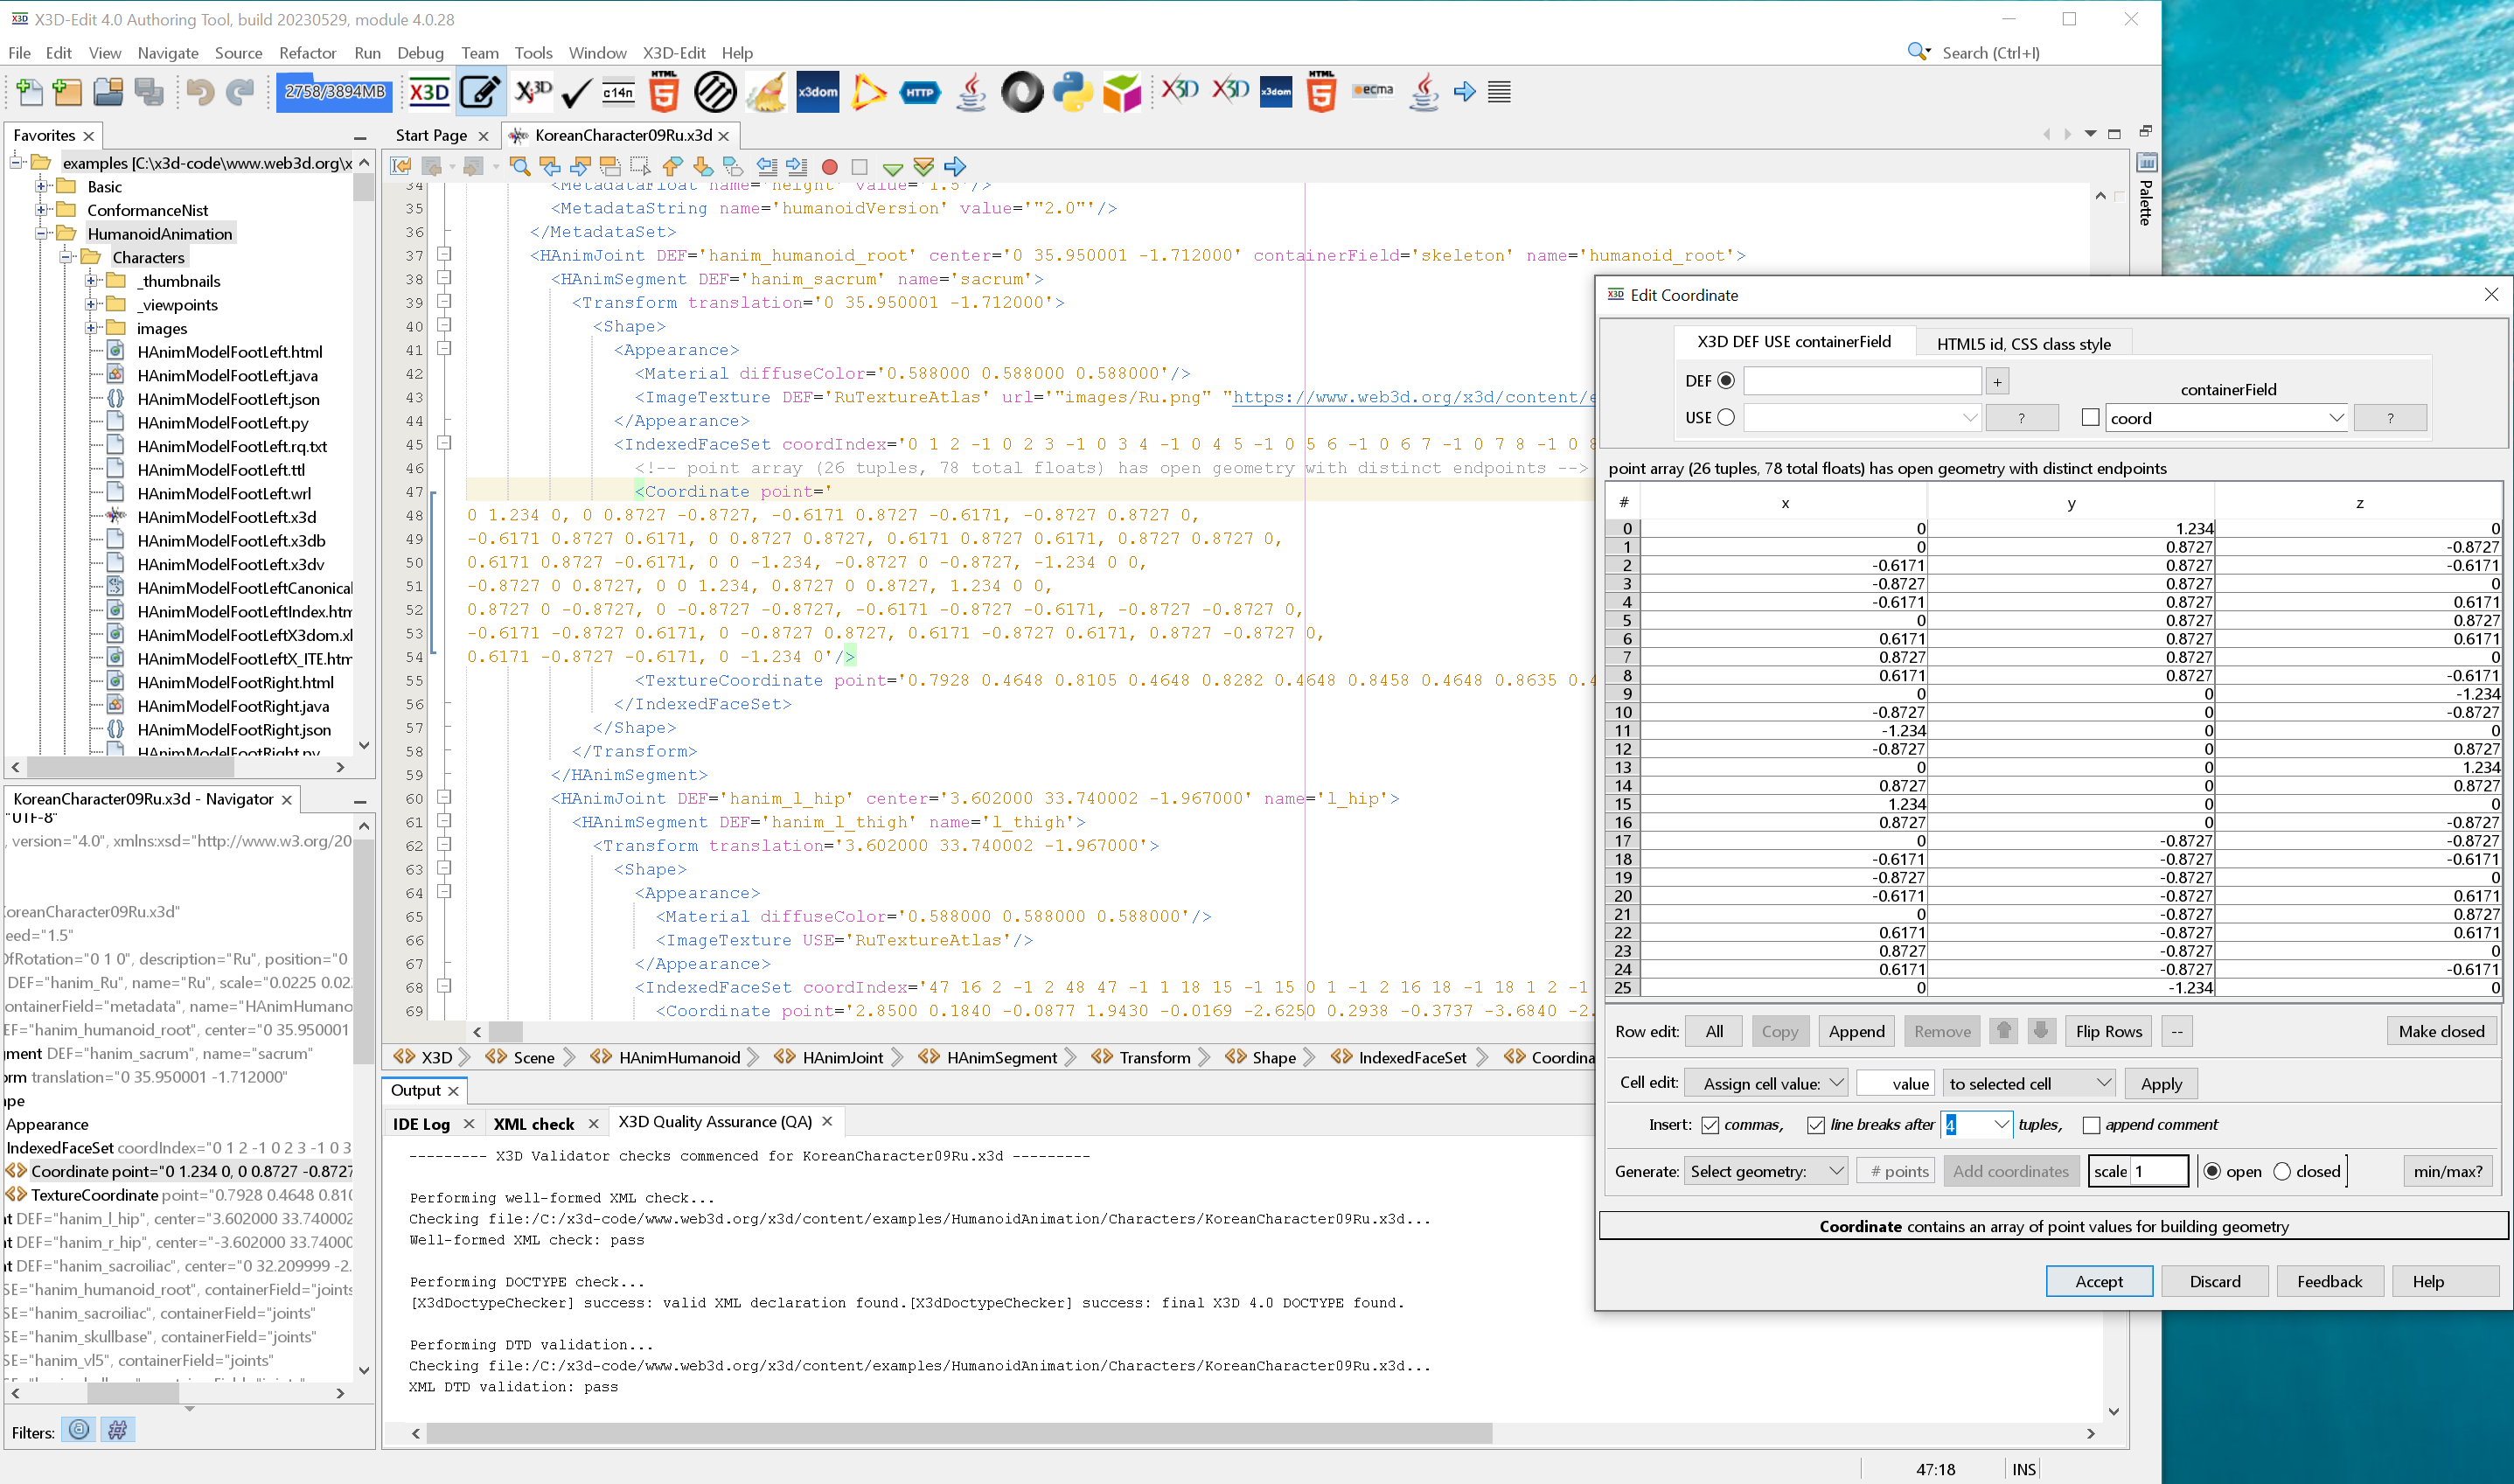 X3D-Edit 4.0 Authoring Tool, build 20230529, module 4.0.28
File Edit View Navigate Source Refactor Run Debug Team Tools Window X3D-Edit Help
Search (Ctrl+I)
2758/3894MB X3D X3D c14n HTML 5 x3dom HTTP X3D X3D x3dom HTML 5 ecma
Favorites
examples [C:\x3d-code\www.web3d.org\x
Basic
ConformanceNist
HumanoidAnimation
Characters
_thumbnails
_viewpoints
images
HAnimModelFootLeft.html
HAnimModelFootLeft.java
HAnimModelFootLeft.json
HAnimModelFootLeft.py
HAnimModelFootLeft.rq.txt
HAnimModelFootLeft.ttl
HAnimModelFootLeft.wrl
HAnimModelFootLeft.x3d
HAnimModelFootLeft.x3db
HAnimModelFootLeft.x3dv
HAnimModelFootLeftCanonical
HAnimModelFootLeftIndex.htm
HAnimModelFootLeftX3dom.xl
HAnimModelFootLeftX_ITE.htm
HAnimModelFootRight.html
HAnimModelFootRight.java
HAnimModelFootRight.json
HAnimModelFootRight.py
KoreanCharacter09Ru.x3d - Navigator
"UTF-8"
, version="4.0", xmlns:xsd="http://www.w3.org/20
KoreanCharacter09Ru.x3d"
eed="1.5"
OfRotation="0 1 0", description="Ru", position="0
DEF="hanim_Ru", name="Ru", scale="0.0225 0.02
ontainerField="metadata", name="HAnimHumano
EF="hanim_humanoid_root", center="0 35.950001
gment DEF="hanim_sacrum", name="sacrum"
orm translation="0 35.950001 -1.712000"
ape
Appearance
IndexedFaceSet coordIndex="0 1 2 -1 0 2 3 -1 0 3
Coordinate point="0 1.234 0, 0 0.8727 -0.8727
TextureCoordinate point="0.7928 0.4648 0.810
nt DEF="hanim_l_hip", center="3.602000 33.740002
nt DEF="hanim_r_hip", center="-3.602000 33.74000
nt DEF="hanim_sacroiliac", center="0 32.209999 -2.
SE="hanim_humanoid_root", containerField="joints
SE="hanim_sacroiliac", containerField="joints"
SE="hanim_skullbase", containerField="joints"
SE="hanim_vl5", containerField="joints"
Filters:
Start Page KoreanCharacter09Ru.x3d
34 <MetadataFloat name='height' value='1.5'/>
35 <MetadataString name='humanoidVersion' value='"2.0"'/>
36 </MetadataSet>
37 <HAnimJoint DEF='hanim_humanoid_root' center='0 35.950001 -1.712000' containerField='skeleton' name='humanoid_root'>
38 <HAnimSegment DEF='hanim_sacrum' name='sacrum'>
39 <Transform translation='0 35.950001 -1.712000'>
40 <Shape>
41 <Appearance>
42 <Material diffuseColor='0.588000 0.588000 0.588000'/>
43 <ImageTexture DEF='RuTextureAtlas' url='"images/Ru.png" "https://www.web3d.org/x3d/content/e
44 </Appearance>
45 <IndexedFaceSet coordIndex='0 1 2 -1 0 2 3 -1 0 3 4 -1 0 4 5 -1 0 5 6 -1 0 6 7 -1 0 7 8 -1 0 8
46 <!-- point array (26 tuples, 78 total floats) has open geometry with distinct endpoints -->
47 <Coordinate point='
48 0 1.234 0, 0 0.8727 -0.8727, -0.6171 0.8727 -0.6171, -0.8727 0.8727 0,
49 -0.6171 0.8727 0.6171, 0 0.8727 0.8727, 0.6171 0.8727 0.6171, 0.8727 0.8727 0,
50 0.6171 0.8727 -0.6171, 0 0 -1.234, -0.8727 0 -0.8727, -1.234 0 0,
51 -0.8727 0 0.8727, 0 0 1.234, 0.8727 0 0.8727, 1.234 0 0,
52 0.8727 0 -0.8727, 0 -0.8727 -0.8727, -0.6171 -0.8727 -0.6171, -0.8727 -0.8727 0,
53 -0.6171 -0.8727 0.6171, 0 -0.8727 0.8727, 0.6171 -0.8727 0.6171, 0.8727 -0.8727 0,
54 0.6171 -0.8727 -0.6171, 0 -1.234 0'/>
55 <TextureCoordinate point='0.7928 0.4648 0.8105 0.4648 0.8282 0.4648 0.8458 0.4648 0.8635 0.4
56 </IndexedFaceSet>
57 </Shape>
58 </Transform>
59 </HAnimSegment>
60 <HAnimJoint DEF='hanim_l_hip' center='3.602000 33.740002 -1.967000' name='l_hip'>
61 <HAnimSegment DEF='hanim_l_thigh' name='l_thigh'>
62 <Transform translation='3.602000 33.740002 -1.967000'>
63 <Shape>
64 <Appearance>
65 <Material diffuseColor='0.588000 0.588000 0.588000'/>
66 <ImageTexture USE='RuTextureAtlas'/>
67 </Appearance>
68 <IndexedFaceSet coordIndex='47 16 2 -1 2 48 47 -1 1 18 15 -1 15 0 1 -1 2 16 18 -1 18 1 2 -1
69 <Coordinate point='2.8500 0.1840 -0.0877 1.9430 -0.0169 -2.6250 0.2938 -0.3737 -3.6840 -2.
X3D Scene HAnimHumanoid HAnimJoint HAnimSegment Transform Shape IndexedFaceSet Coordina
Output
IDE Log XML check X3D Quality Assurance (QA)
--------- X3D Validator checks commenced for KoreanCharacter09Ru.x3d ---------
Performing well-formed XML check...
Checking file:/C:/x3d-code/www.web3d.org/x3d/content/examples/HumanoidAnimation/Characters/KoreanCharacter09Ru.x3d...
Well-formed XML check: pass
Performing DOCTYPE check...
[X3dDoctypeChecker] success: valid XML declaration found.[X3dDoctypeChecker] success: final X3D 4.0 DOCTYPE found.
Performing DTD validation...
Checking file:/C:/x3d-code/www.web3d.org/x3d/content/examples/HumanoidAnimation/Characters/KoreanCharacter09Ru.x3d...
XML DTD validation: pass
47:18 INS
Palette
Edit Coordinate
X3D DEF USE containerField HTML5 id, CSS class style
DEF +
containerField
USE ? coord ?
point array (26 tuples, 78 total floats) has open geometry with distinct endpoints
# x y z
0 0 1.234 0
1 0 0.8727 -0.8727
2 -0.6171 0.8727 -0.6171
3 -0.8727 0.8727 0
4 -0.6171 0.8727 0.6171
5 0 0.8727 0.8727
6 0.6171 0.8727 0.6171
7 0.8727 0.8727 0
8 0.6171 0.8727 -0.6171
9 0 0 -1.234
10 -0.8727 0 -0.8727
11 -1.234 0 0
12 -0.8727 0 0.8727
13 0 0 1.234
14 0.8727 0 0.8727
15 1.234 0 0
16 0.8727 0 -0.8727
17 0 -0.8727 -0.8727
18 -0.6171 -0.8727 -0.6171
19 -0.8727 -0.8727 0
20 -0.6171 -0.8727 0.6171
21 0 -0.8727 0.8727
22 0.6171 -0.8727 0.6171
23 0.8727 -0.8727 0
24 0.6171 -0.8727 -0.6171
25 0 -1.234 0
Row edit: All Copy Append Remove Flip Rows -- Make closed
Cell edit: Assign cell value: value to selected cell Apply
Insert: commas, line breaks after 4 tuples, append comment
Generate: Select geometry: # points Add coordinates scale 1 open closed min/max?
Coordinate contains an array of point values for building geometry
Accept Discard Feedback Help